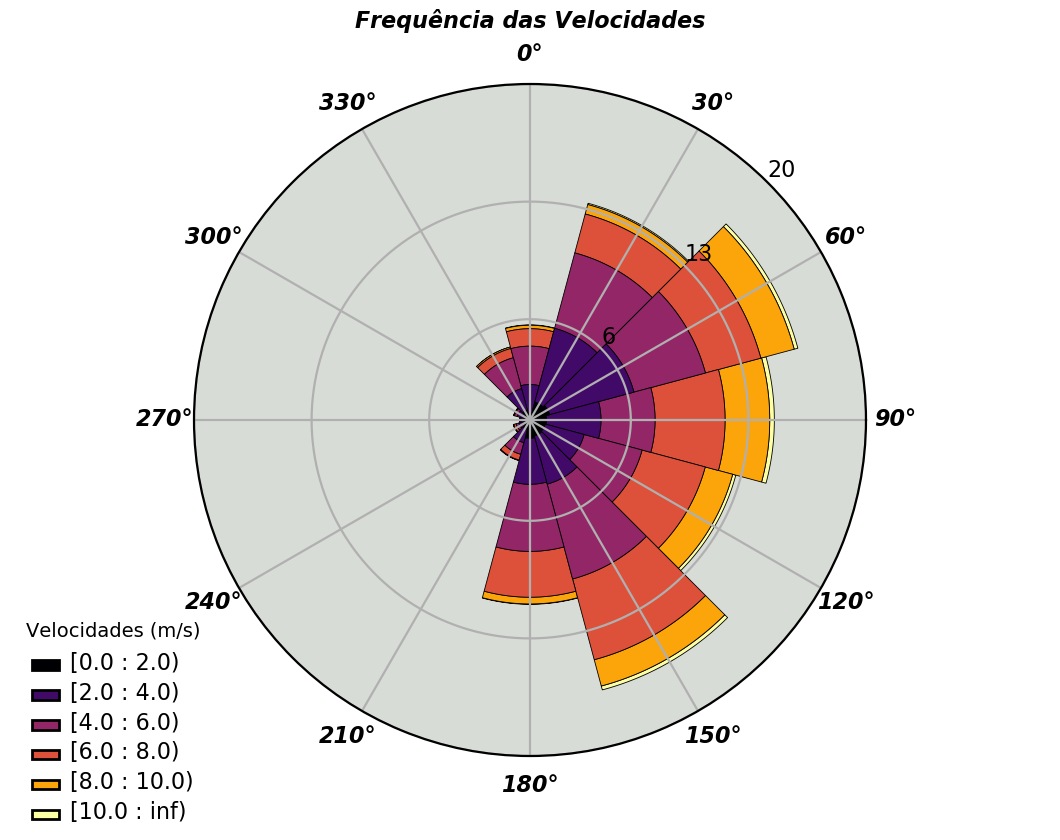 Frequência das Velocidades
0°
330°
30°
20
300°
60°
13
6
270°
90°
240°
120°
210°
150°
180°
Velocidades (m/s)
[0.0 : 2.0)
[2.0 : 4.0)
[4.0 : 6.0)
[6.0 : 8.0)
[8.0 : 10.0)
[10.0 : inf)